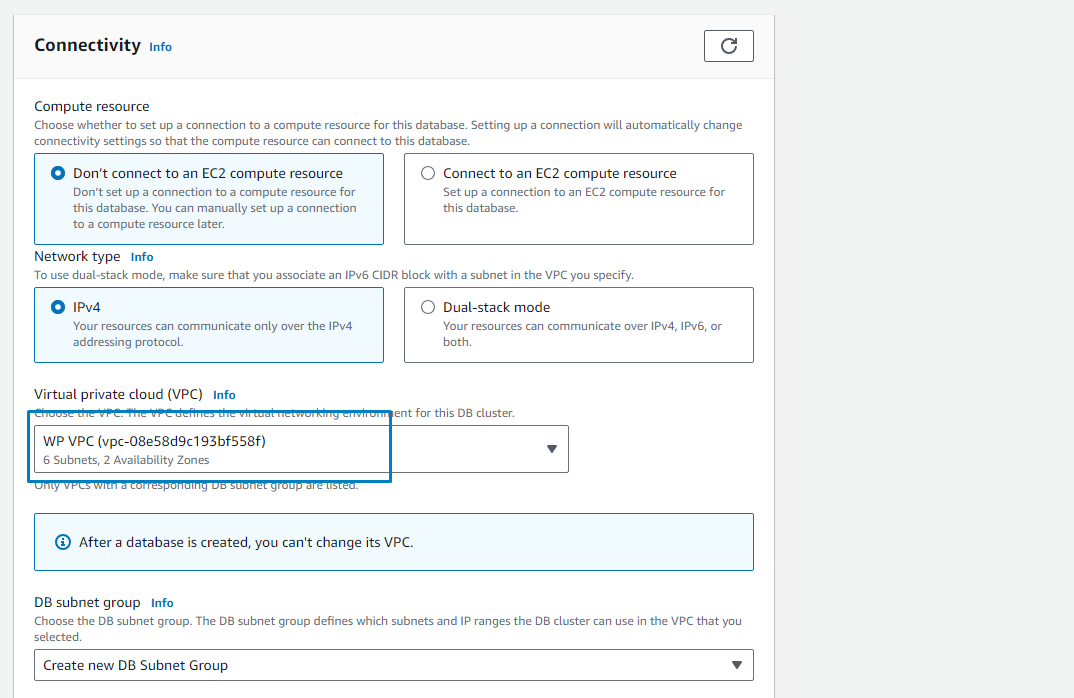 Connectivity Info
Compute resource
Choose whether to set up a connection to a compute resource for this database. Setting up a connection will automatically change
connectivity settings so that the compute resource can connect to this database.
Don't connect to an EC2 compute resource
Don't set up a connection to a compute resource for
this database. You can manually set up a connection
to a compute resource later.
Connect to an EC2 compute resource
Set up a connection to an EC2 compute resource for
this database.
Network type Info
To use dual-stack mode, make sure that you associate an IPv6 CIDR block with a subnet in the VPC you specify.
IPv4
Your resources can communicate only over the IPv4
addressing protocol.
Dual-stack mode
Your resources can communicate over IPv4, IPv6, or
both.
Virtual private cloud (VPC) Info
Choose the VPC. The VPC defines the virtual networking environment for this DB cluster.
WP VPC (vpc-08e58d9c193bf558f)
6 Subnets, 2 Availability Zones
Only VPCs with a corresponding DB subnet group are listed.
After a database is created, you can't change its VPC.
DB subnet group Info
Choose the DB subnet group. The DB subnet group defines which subnets and IP ranges the DB cluster can use in the VPC that you
selected.
Create new DB Subnet Group